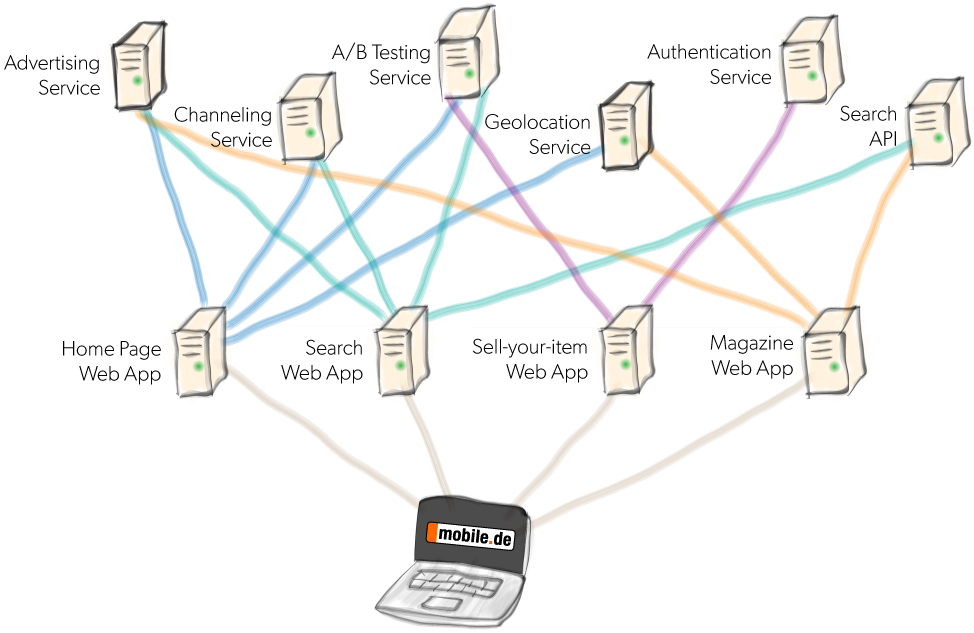 Advertising
Service
Channeling
Service
A/B Testing
Service
Geolocation
Service
Authentication
Service
Search
API
Home Page
Web App
Search
Web App
Sell-your-item
Web App
Magazine
Web App
mobile.de